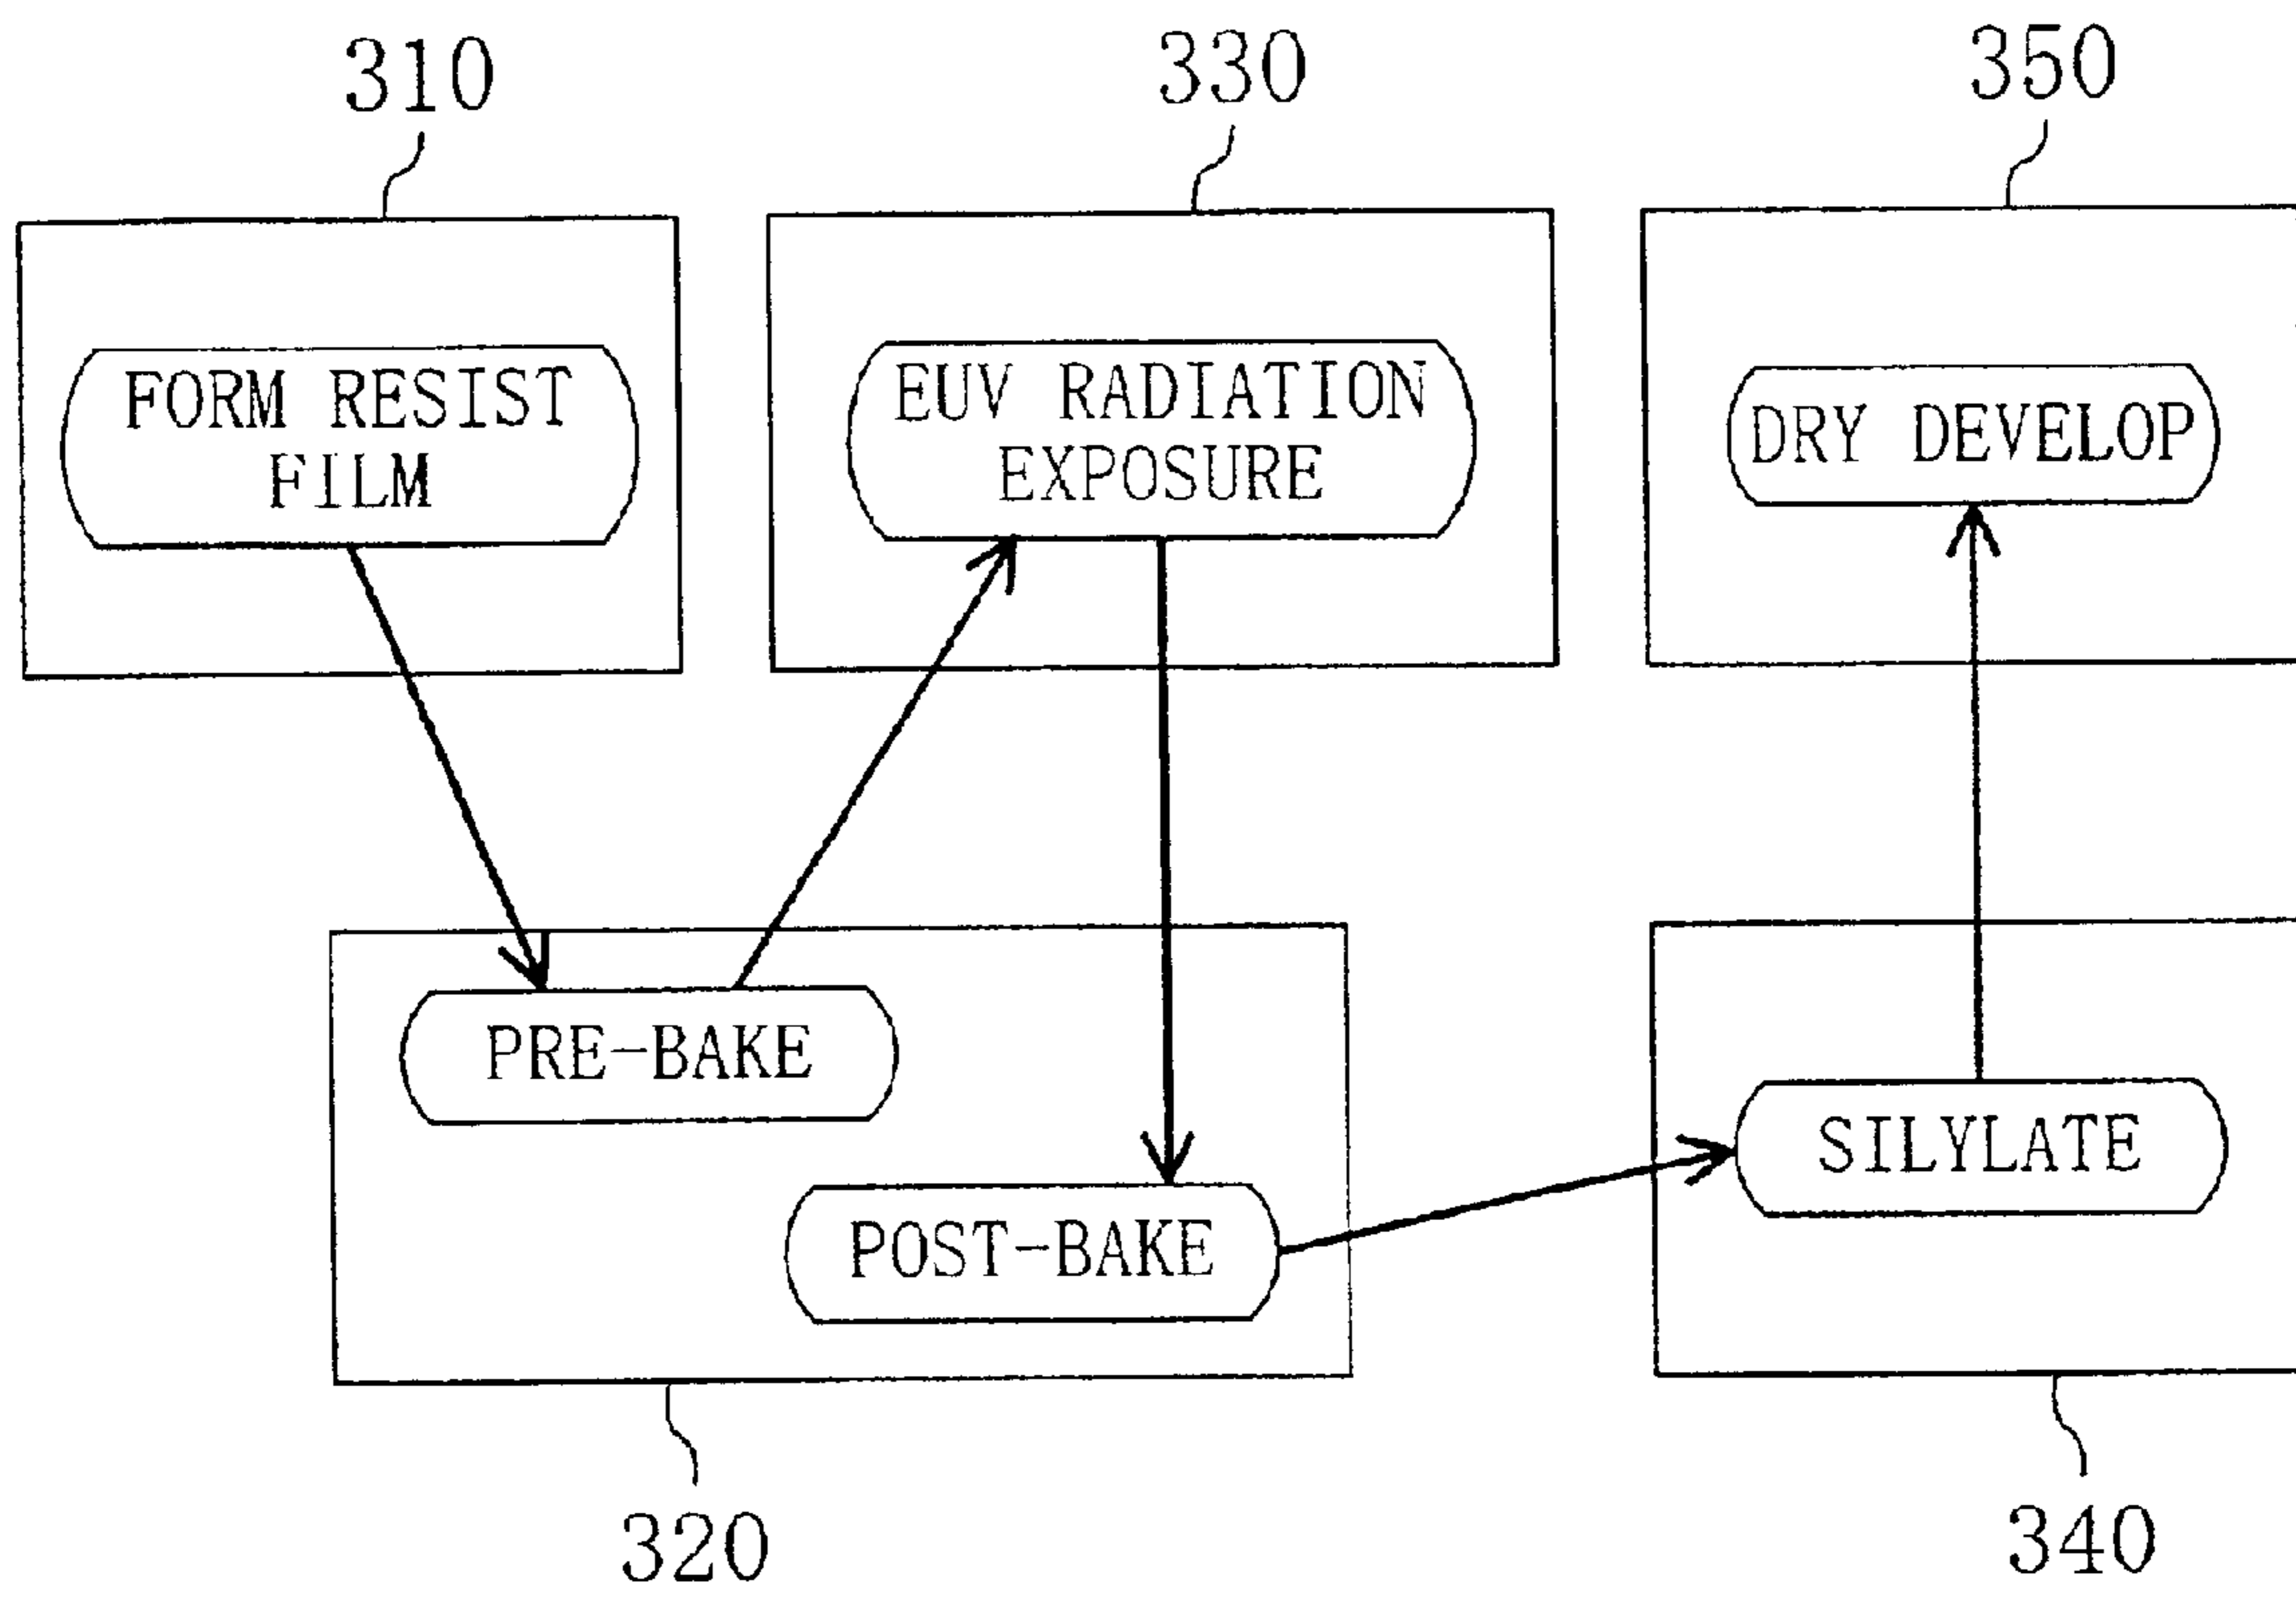 310
330
350
FORM RESIST
FILM
EUV RADIATION
EXPOSURE
DRY DEVELOP
PRE-BAKE
POST-BAKE
SILYLATE
320
340